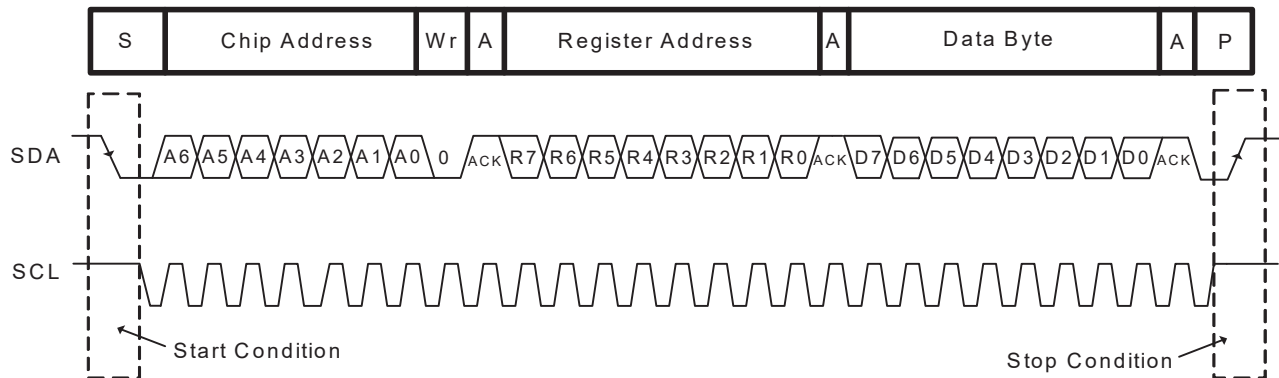 S Chip Address Wr A Register Address A Data Byte A P
SDA A6 A5 A4 A3 A2 A1 A0 0 ACK R7 R6 R5 R4 R3 R2 R1 R0 ACK D7 D6 D5 D4 D3 D2 D1 D0 ACK
SCL
Start Condition
Stop Condition